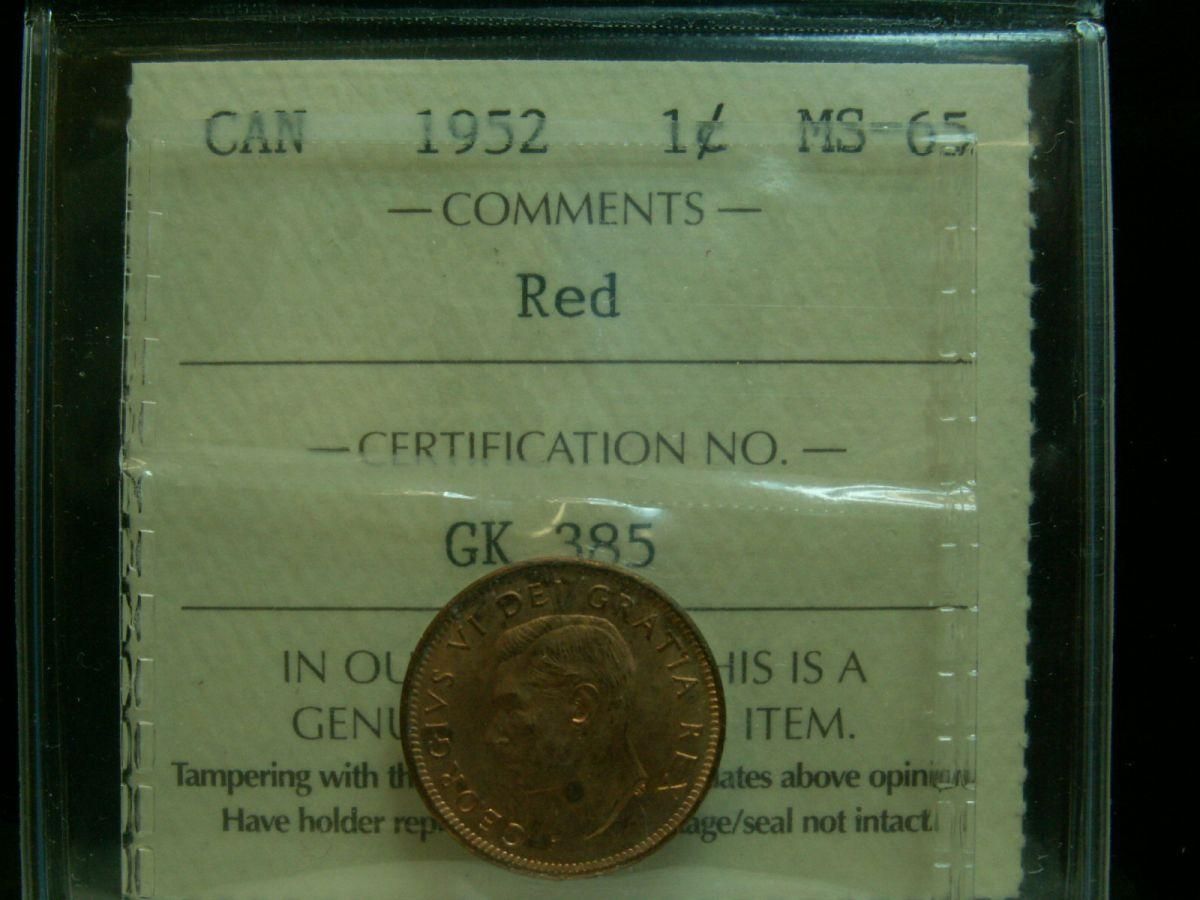 CAN 1952 1¢ MS-65
— COMMENTS —
Red
— CERTIFICATION NO. —
GK 385
GEORGIVS VI DEI GRATIA REX
IN OU HIS IS A
GENU ITEM.
Tampering with th ates above opinion.
Have holder rep age/seal not intact.